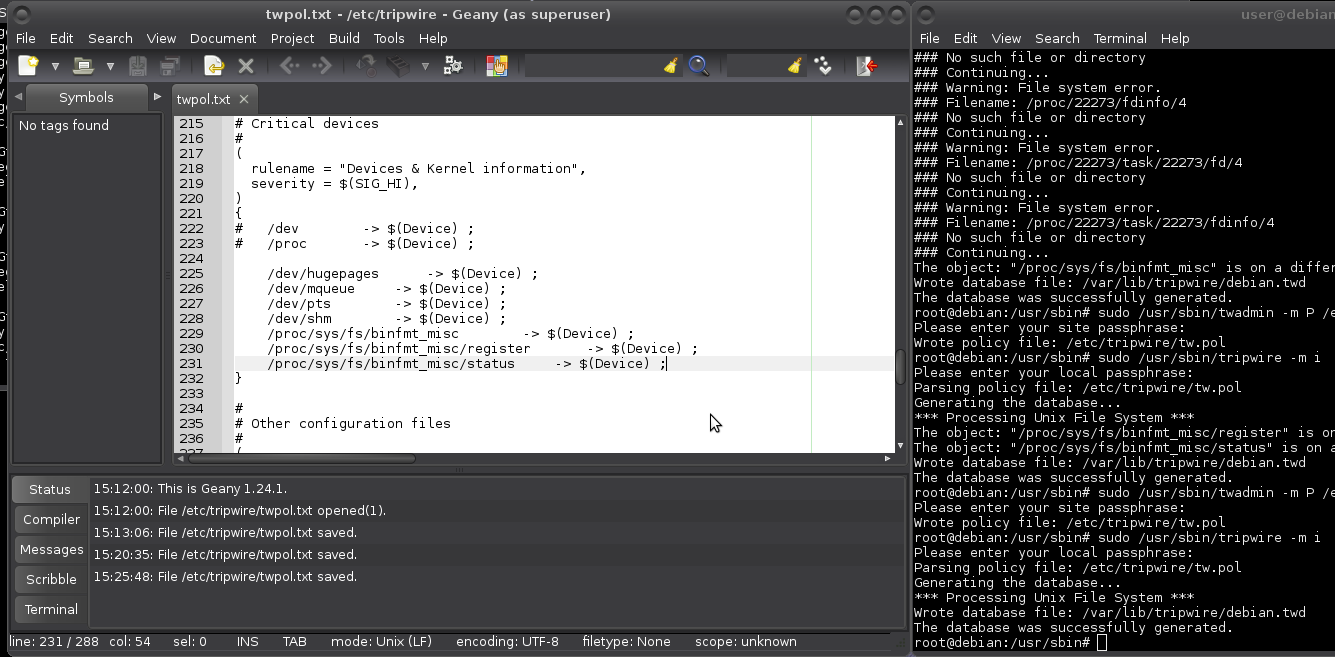 twpol.txt - /etc/tripwire - Geany (as superuser)
File Edit Search View Document Project Build Tools Help
Symbols
No tags found
twpol.txt
215 # Critical devices
216 #
217 (
218   rulename = "Devices & Kernel information",
219   severity = $(SIG_HI),
220 )
221 {
222 #   /dev        -> $(Device) ;
223 #   /proc       -> $(Device) ;
224
225     /dev/hugepages      -> $(Device) ;
226     /dev/mqueue     -> $(Device) ;
227     /dev/pts        -> $(Device) ;
228     /dev/shm        -> $(Device) ;
229     /proc/sys/fs/binfmt_misc        -> $(Device) ;
230     /proc/sys/fs/binfmt_misc/register       -> $(Device) ;
231     /proc/sys/fs/binfmt_misc/status     -> $(Device) ;
232 }
233
234 #
235 # Other configuration files
236 #
Status
Compiler
Messages
Scribble
Terminal
15:12:00: This is Geany 1.24.1.
15:12:00: File /etc/tripwire/twpol.txt opened(1).
15:13:06: File /etc/tripwire/twpol.txt saved.
15:20:35: File /etc/tripwire/twpol.txt saved.
15:25:48: File /etc/tripwire/twpol.txt saved.
line: 231 / 288 col: 54 sel: 0 INS TAB mode: Unix (LF) encoding: UTF-8 filetype: None scope: unknown
user@debian
File Edit View Search Terminal Help
### No such file or directory
### Continuing...
### Warning: File system error.
### Filename: /proc/22273/fdinfo/4
### No such file or directory
### Continuing...
### Warning: File system error.
### Filename: /proc/22273/task/22273/fd/4
### No such file or directory
### Continuing...
### Warning: File system error.
### Filename: /proc/22273/task/22273/fdinfo/4
### No such file or directory
### Continuing...
The object: "/proc/sys/fs/binfmt_misc" is on a differ
Wrote database file: /var/lib/tripwire/debian.twd
The database was successfully generated.
root@debian:/usr/sbin# sudo /usr/sbin/twadmin -m P /e
Please enter your site passphrase:
Wrote policy file: /etc/tripwire/tw.pol
root@debian:/usr/sbin# sudo /usr/sbin/tripwire -m i
Please enter your local passphrase:
Parsing policy file: /etc/tripwire/tw.pol
Generating the database...
*** Processing Unix File System ***
The object: "/proc/sys/fs/binfmt_misc/register" is on
The object: "/proc/sys/fs/binfmt_misc/status" is on a
Wrote database file: /var/lib/tripwire/debian.twd
The database was successfully generated.
root@debian:/usr/sbin# sudo /usr/sbin/twadmin -m P /e
Please enter your site passphrase:
Wrote policy file: /etc/tripwire/tw.pol
root@debian:/usr/sbin# sudo /usr/sbin/tripwire -m i
Please enter your local passphrase:
Parsing policy file: /etc/tripwire/tw.pol
Generating the database...
*** Processing Unix File System ***
Wrote database file: /var/lib/tripwire/debian.twd
The database was successfully generated.
root@debian:/usr/sbin#